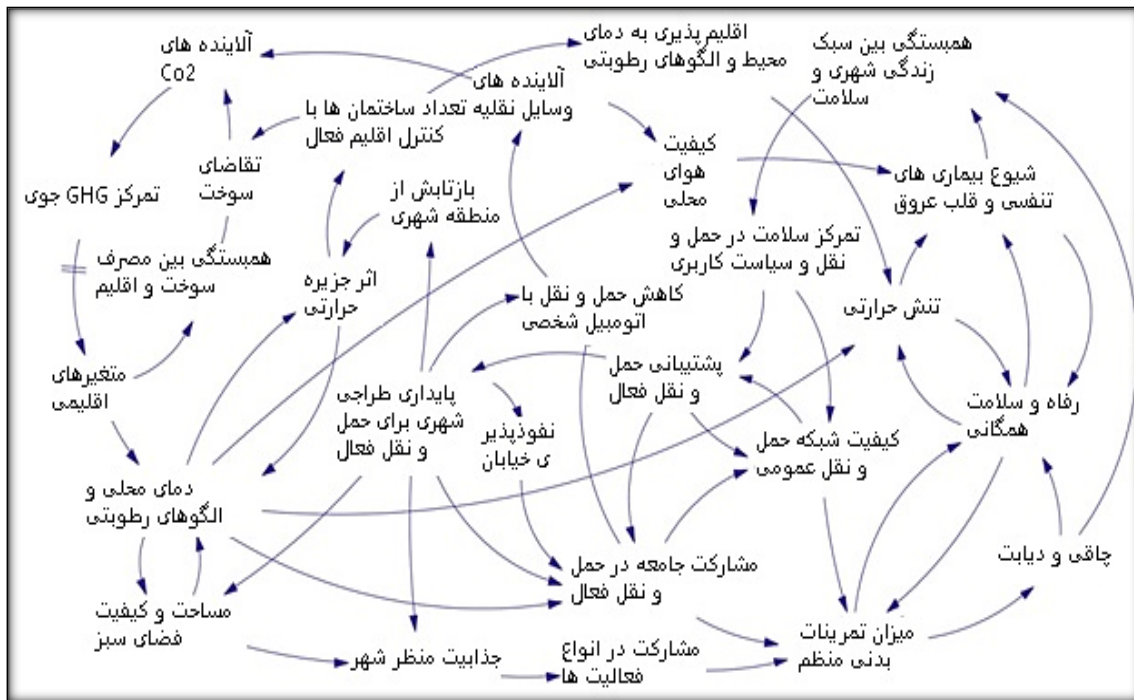 همبستگی بین سبک
زندگی شهری و
سلامت
اقلیم پذیری به دمای
محیط و الگوهای رطوبتی
آلاینده های
Co2
آلاینده های
وسایل نقلیه
تعداد ساختمان ها با
کنترل اقلیم فعال
کیفیت
هوای
محلی
شیوع بیماری های
تنفسی و قلب عروق
تقاضای
سوخت
تمرکز GHG جوی
بازتابش از
منطقه شهری
تمرکز سلامت در حمل و
نقل و سیاست کاربری
همبستگی بین مصرف
سوخت و اقلیم
اثر جزیره
حرارتی
کاهش حمل و نقل با
اتومبیل شخصی
تنش حرارتی
متغیرهای
اقلیمی
پشتیبانی حمل
و نقل فعال
پایداری طراحی
شهری برای حمل
و نقل فعال
رفاه و سلامت
همگانی
نفوذپذیر
ی خیابان
کیفیت شبکه حمل
و نقل عمومی
دمای محلی و
الگوهای رطوبتی
چاقی و دیابت
مشارکت جامعه در حمل
و نقل فعال
مساحت و کیفیت
فضای سبز
میزان تمرینات
بدنی منظم
مشارکت در انواع
فعالیت ها
جذابیت منظر شهر